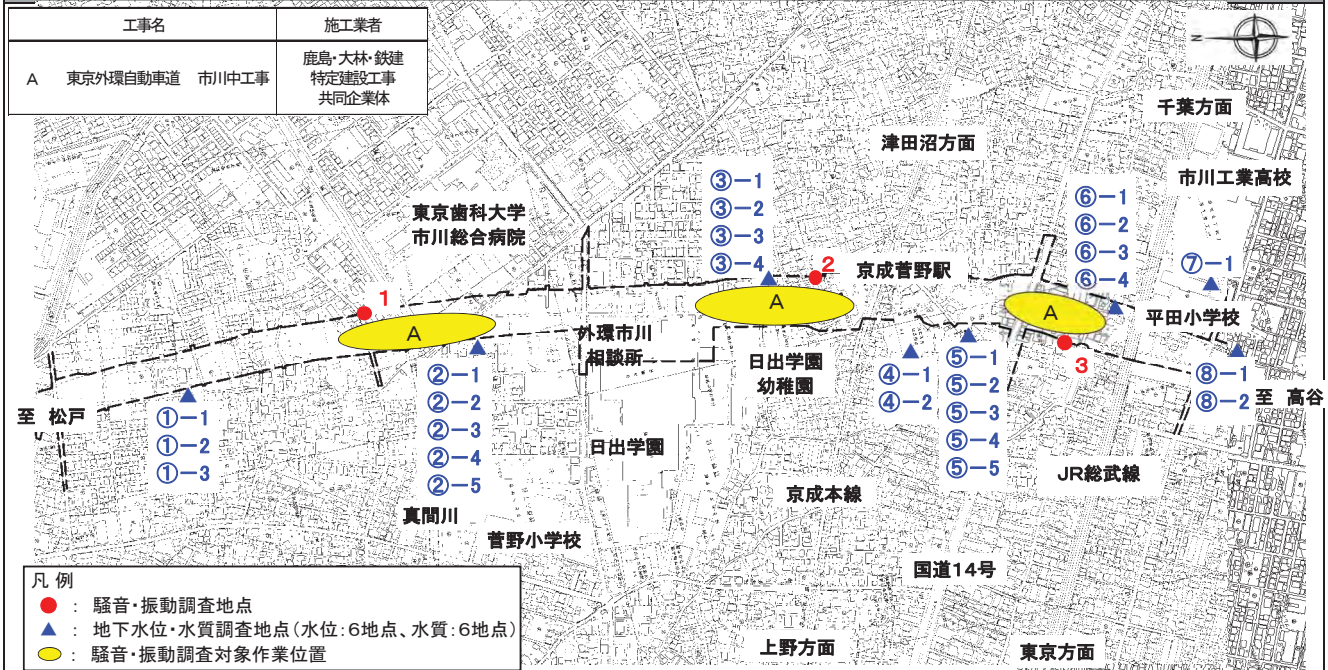 工事名 施工業者
A 東京外環自動車道 市川中工事
鹿島・大林・鉄建
特定建設工事
共同企業体
N
千葉方面
津田沼方面
市川工業高校
東京歯科大学
市川総合病院
③-1
③-2
③-3
③-4
⑥-1
⑥-2
⑥-3
⑥-4
⑦-1
2
京成菅野駅
1
A
A
A
平田小学校
外環市川
相談所
日出学園
幼稚園
3
至 松戸
①-1
①-2
①-3
②-1
②-2
②-3
②-4
②-5
④-1
④-2
⑤-1
⑤-2
⑤-3
⑤-4
⑤-5
⑧-1
⑧-2
至 高谷
日出学園
JR総武線
京成本線
真間川
菅野小学校
国道14号
上野方面
東京方面
凡 例
: 騒音・振動調査地点
: 地下水位・水質調査地点(水位:6地点、水質:6地点)
: 騒音・振動調査対象作業位置